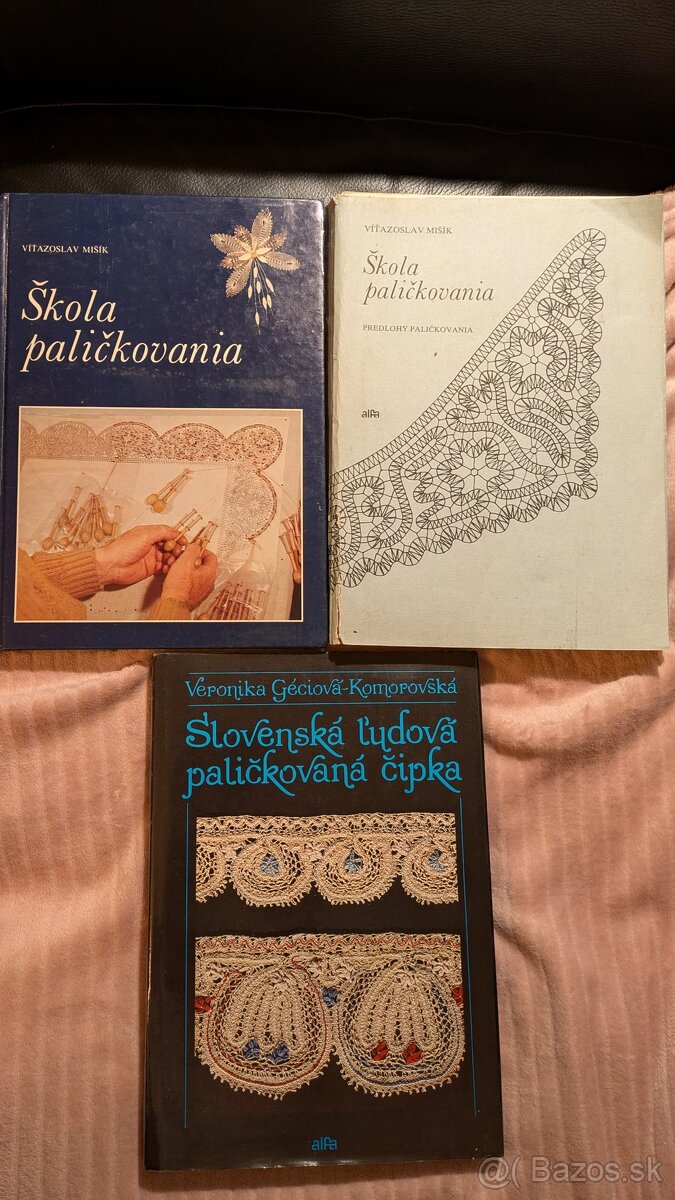 VÍŤAZOSLAV MIŠÍK
Škola
paličkovania
VÍŤAZOSLAV MIŠÍK
Škola
paličkovania
PREDLOHY PALIČKOVANIA
alfa
Veronika Géciová-Komorovská
Slovenská ľudová
paličkovaná čipka
alfa
@( Bazos.sk